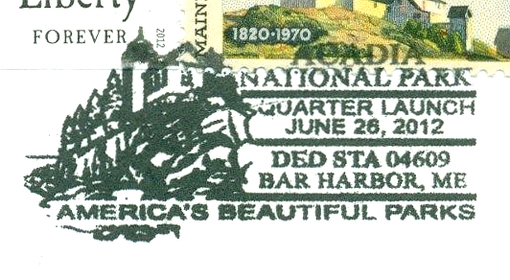 Liberty
FOREVER
2012
MAIN
1820·1970
ACADIA
NATIONAL PARK
QUARTER LAUNCH
JUNE 26, 2012
DED STA 04609
BAR HARBOR, ME
AMERICA'S BEAUTIFUL PARKS